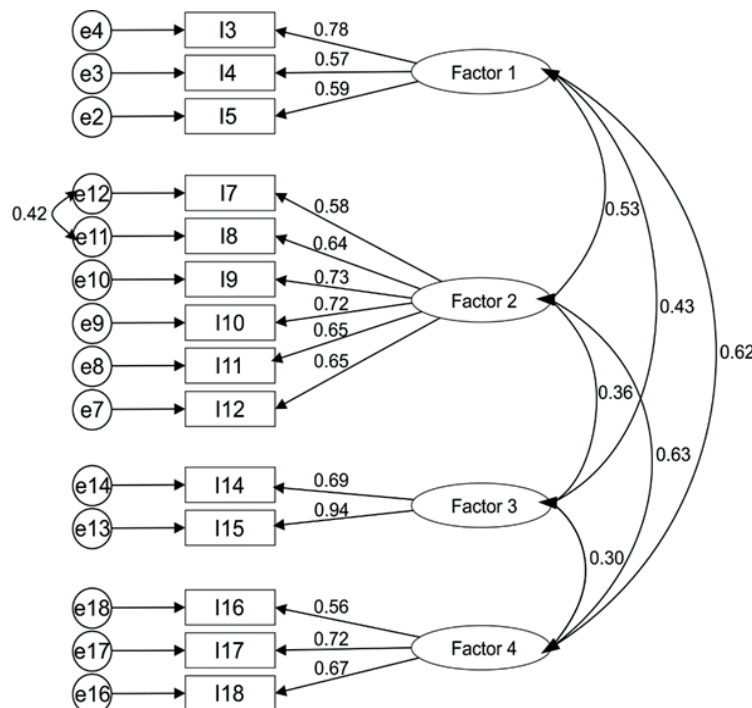 e4 I3 0.78
e3 I4 0.57 Factor 1
e2 I5 0.59
e12 I7 0.58 0.53
0.42
e11 I8 0.64
e10 I9 0.73 Factor 2 0.43
e9 I10 0.72
e8 I11 0.65 0.62
e7 I12 0.65 0.36
0.63
e14 I14 0.69 Factor 3
e13 I15 0.94
0.30
e18 I16 0.56
e17 I17 0.72 Factor 4
e16 I18 0.67